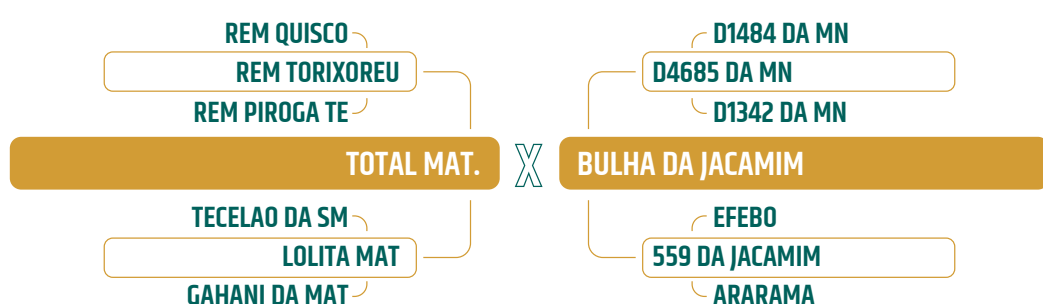 REM QUISCO
REM TORIXOREU
REM PIROGA TE
TOTAL MAT.
TECELAO DA SM
LOLITA MAT
GAHANI DA MAT
X
D1484 DA MN
D4685 DA MN
D1342 DA MN
BULHA DA JACAMIM
EFEBO
559 DA JACAMIM
ARARAMA